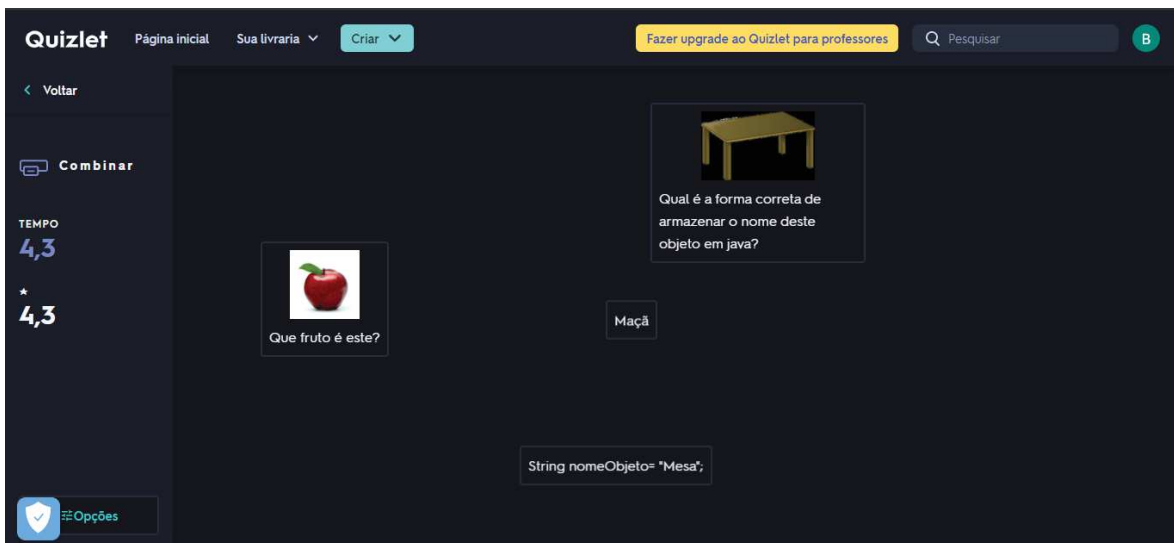 Quizlet
Página inicial
Sua livraria
Criar
Fazer upgrade ao Quizlet para professores
Pesquisar
B
Voltar
Combinar
TEMPO
4,3
4,3
Qual é a forma correta de
armazenar o nome deste
objeto em java?
Que fruto é este?
Maçã
String nomeObjeto= "Mesa";
Opções